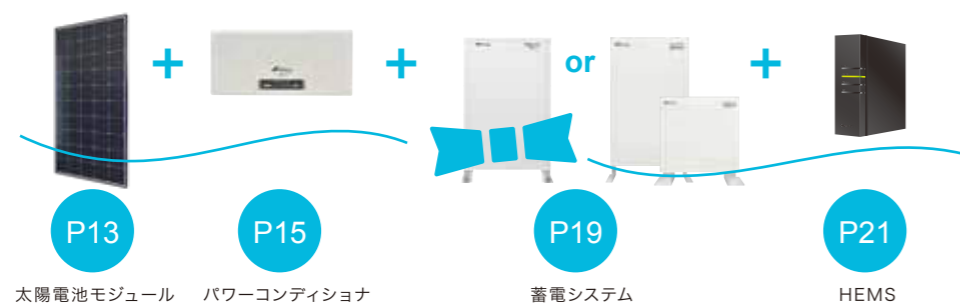 +
+
or
+
P13
P15
P19
P21
太陽電池モジュール
パワーコンディショナ
蓄電システム
HEMS